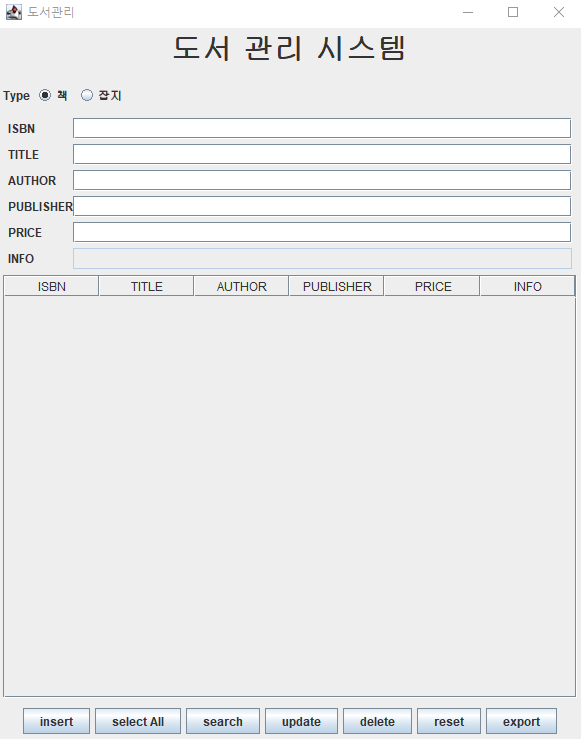 도서관리
도서 관리 시스템
Type 책 잡지
ISBN
TITLE
AUTHOR
PUBLISHER
PRICE
INFO
ISBN TITLE AUTHOR PUBLISHER PRICE INFO
insert select All search update delete reset export